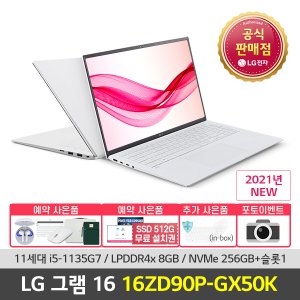 공식
판매점
LG전자
2021년
NEW
예약 사은품
예약 사은품
추가 사은품
포토이벤트
SSD 512G
무료 설치권
(in-box)
11세대 i5-1135G7 / LPDDR4x 8GB / NVMe 256GB+슬롯1
LG 그램 16 16ZD90P-GX50K